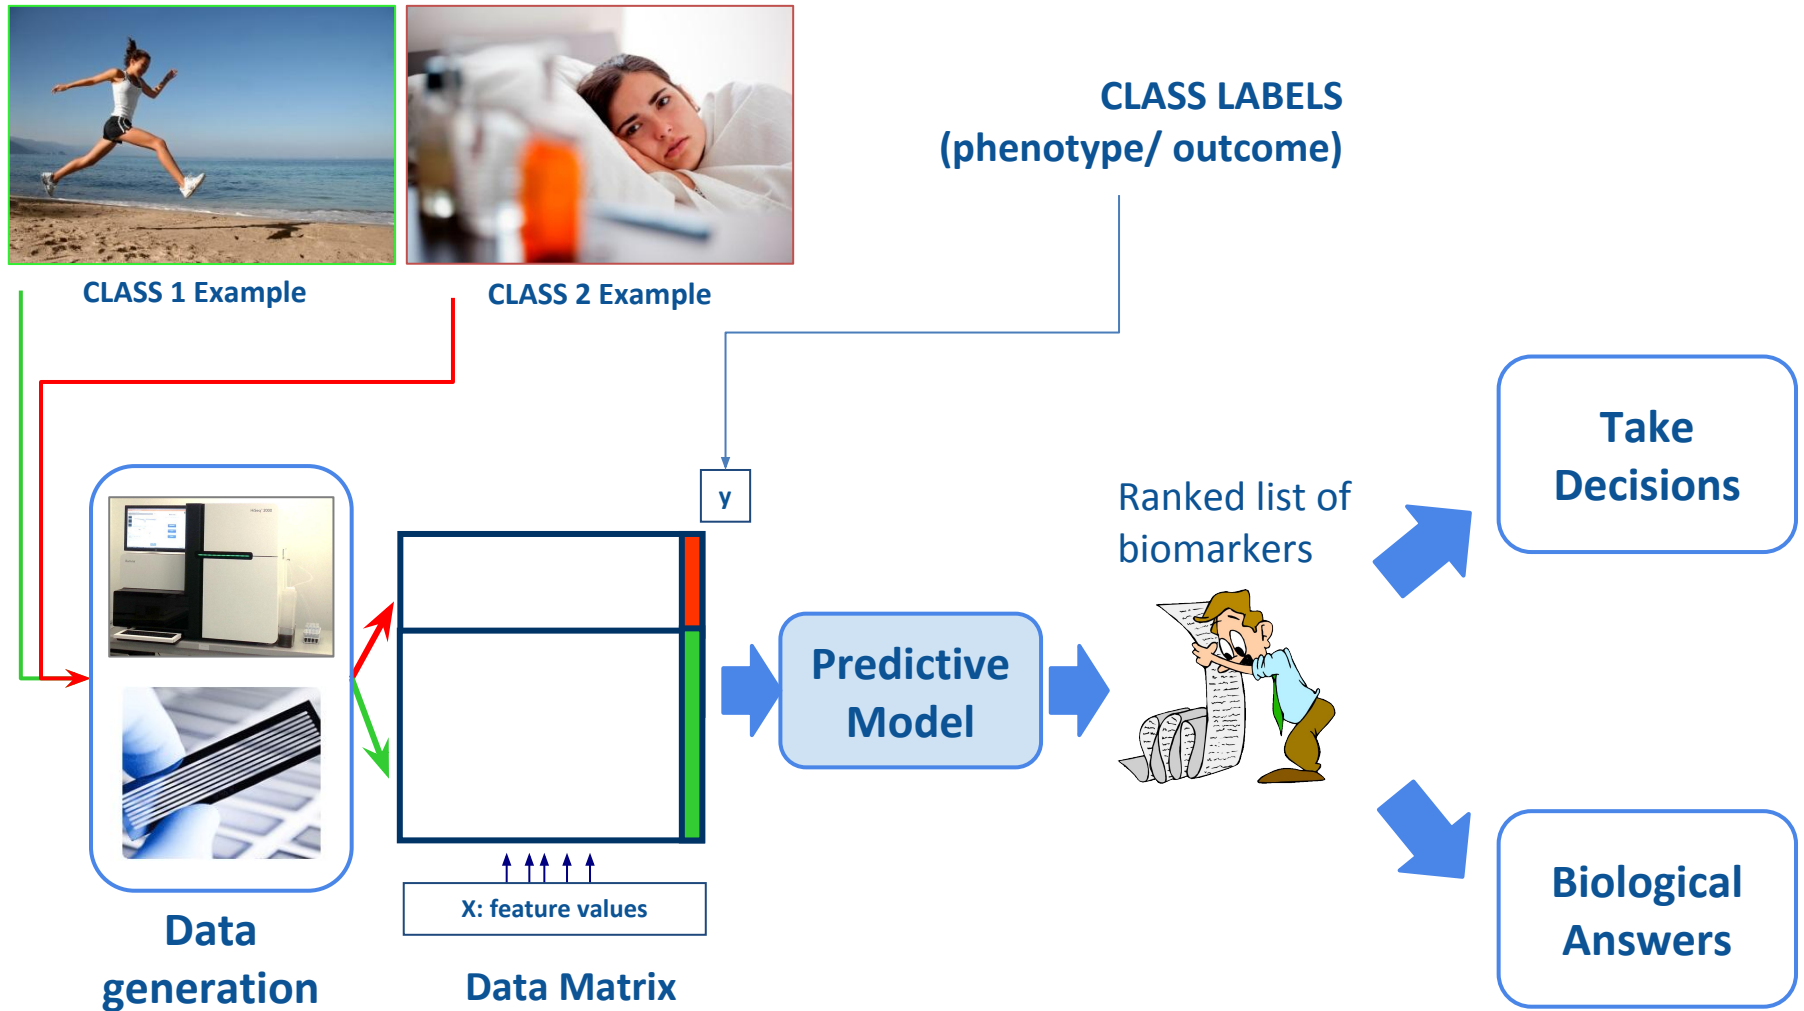 CLASS LABELS
(phenotype/ outcome)
CLASS 1 Example
CLASS 2 Example
y
Ranked list of
biomarkers
Take
Decisions
Predictive
Model
X: feature values
Data
generation
Data Matrix
Biological
Answers